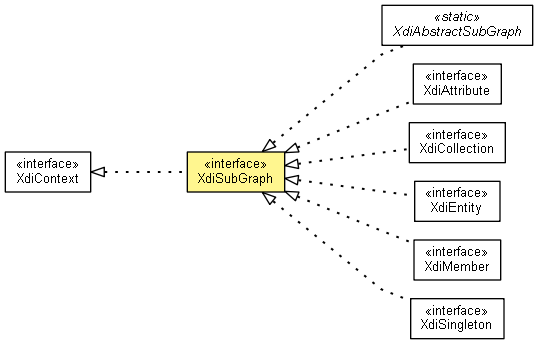 «static»
XdiAbstractSubGraph
«interface»
XdiAttribute
«interface»
XdiCollection
«interface»
XdiContext
«interface»
XdiSubGraph
«interface»
XdiEntity
«interface»
XdiMember
«interface»
XdiSingleton